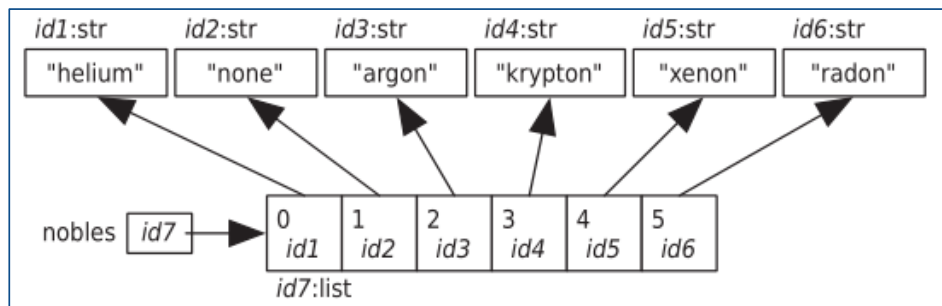 id1:str id2:str id3:str id4:str id5:str id6:str
"helium" "none" "argon" "krypton" "xenon" "radon"
0 1 2 3 4 5
nobles id7 id1 id2 id3 id4 id5 id6
id7:list